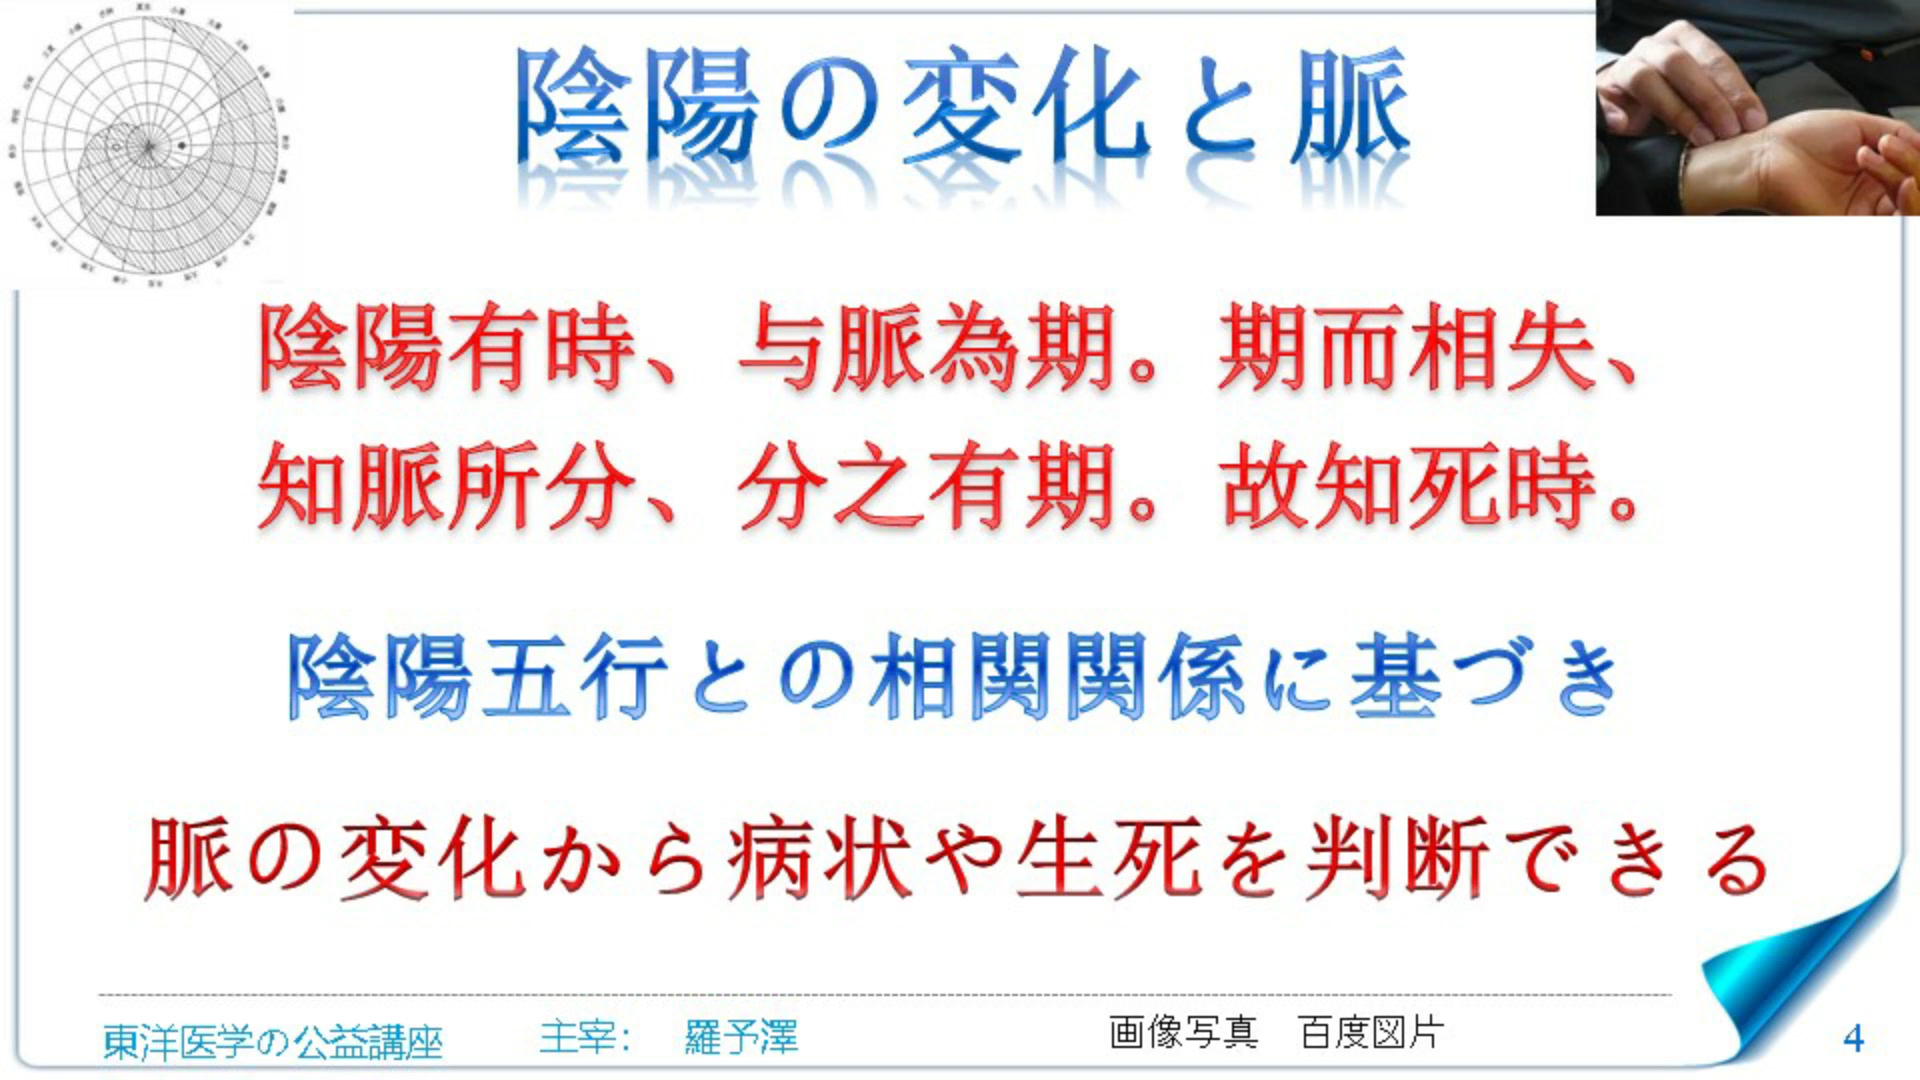 陰陽の変化と脈
陰陽有時、与脈為期。期而相失、
知脈所分、分之有期。故知死時。
陰陽五行との相関関係に基づき
脈の変化から病状や生死を判断できる
東洋医学の公益講座 主宰: 羅予澤 画像写真 百度図片 4